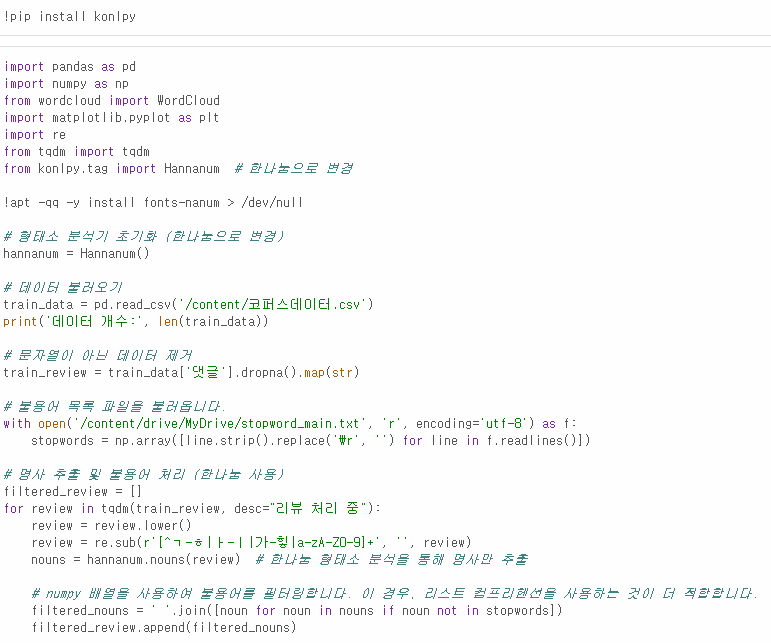 !pip install konlpy
import pandas as pd
import numpy as np
from wordcloud import WordCloud
import matplotlib.pyplot as plt
import re
from tqdm import tqdm
from konlpy.tag import Hannanum  # 한나눔으로 변경
!apt -qq -y install fonts-nanum > /dev/null
# 형태소 분석기 초기화 (한나눔으로 변경)
hannanum = Hannanum()
# 데이터 불러오기
train_data = pd.read_csv('/content/코퍼스데이터.csv')
print('데이터 개수:', len(train_data))
# 문자열이 아닌 데이터 제거
train_review = train_data['댓글'].dropna().map(str)
# 불용어 목록 파일을 불러옵니다.
with open('/content/drive/MyDrive/stopword_main.txt', 'r', encoding='utf-8') as f:
    stopwords = np.array([line.strip().replace('₩r', '') for line in f.readlines()])
# 명사 추출 및 불용어 처리 (한나눔 사용)
filtered_review = []
for review in tqdm(train_review, desc="리뷰 처리 중"):
    review = review.lower()
    review = re.sub(r'[^ㄱ-ㅎ|ㅏ-ㅣ|가-힣|a-zA-Z0-9]+', '', review)
    nouns = hannanum.nouns(review)  # 한나눔 형태소 분석을 통해 명사만 추출
    # numpy 배열을 사용하여 불용어를 필터링합니다. 이 경우, 리스트 컴프리헨션을 사용하는 것이 더 적합합니다.
    filtered_nouns = ' '.join([noun for noun in nouns if noun not in stopwords])
    filtered_review.append(filtered_nouns)